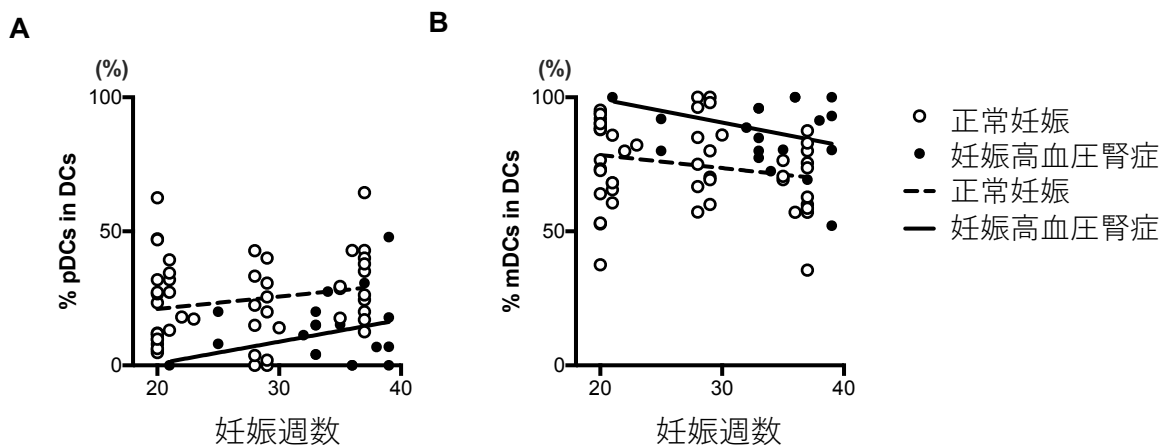 A
(%)
100
50
0
% pDCs in DCs
20 30 40
妊娠週数
B
(%)
100
50
0
% mDCs in DCs
20 30 40
妊娠週数
正常妊娠
妊娠高血圧腎症
正常妊娠
妊娠高血圧腎症